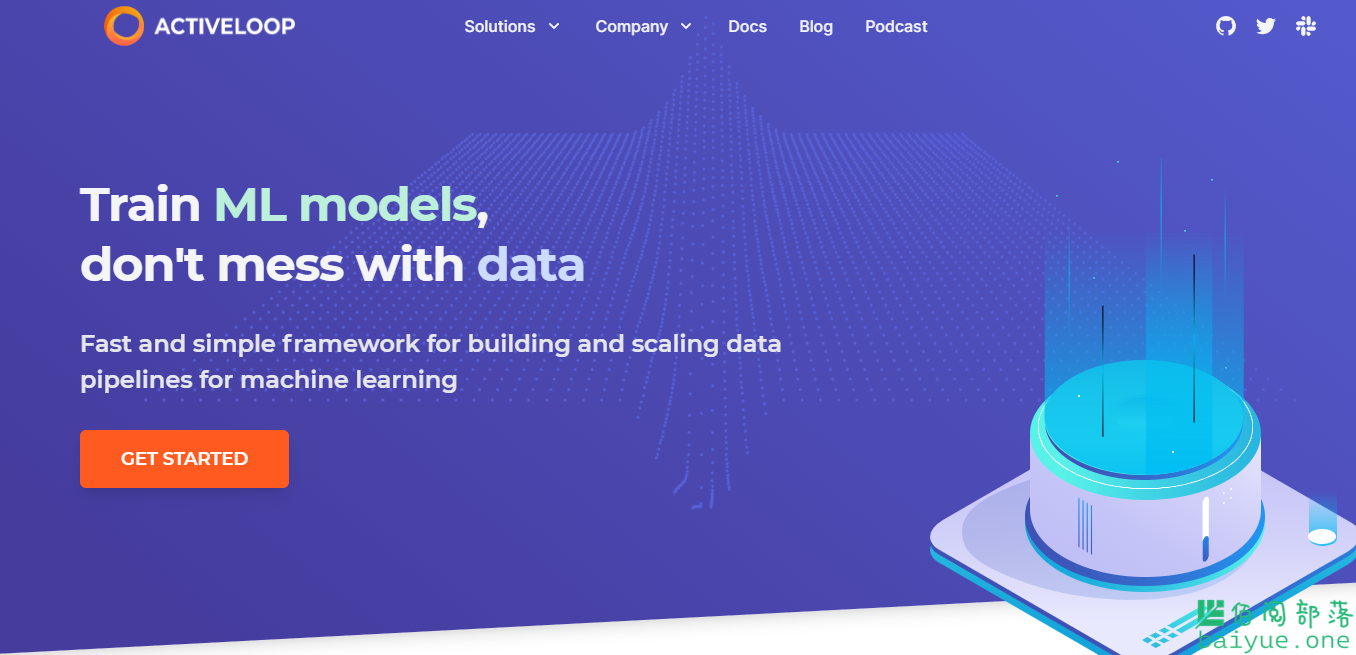 ACTIVELOOP
Solutions
Company
Docs
Blog
Podcast
Train ML models,
don't mess with data
Fast and simple framework for building and scaling data
pipelines for machine learning
GET STARTED
佰阅部落
baiyue.one